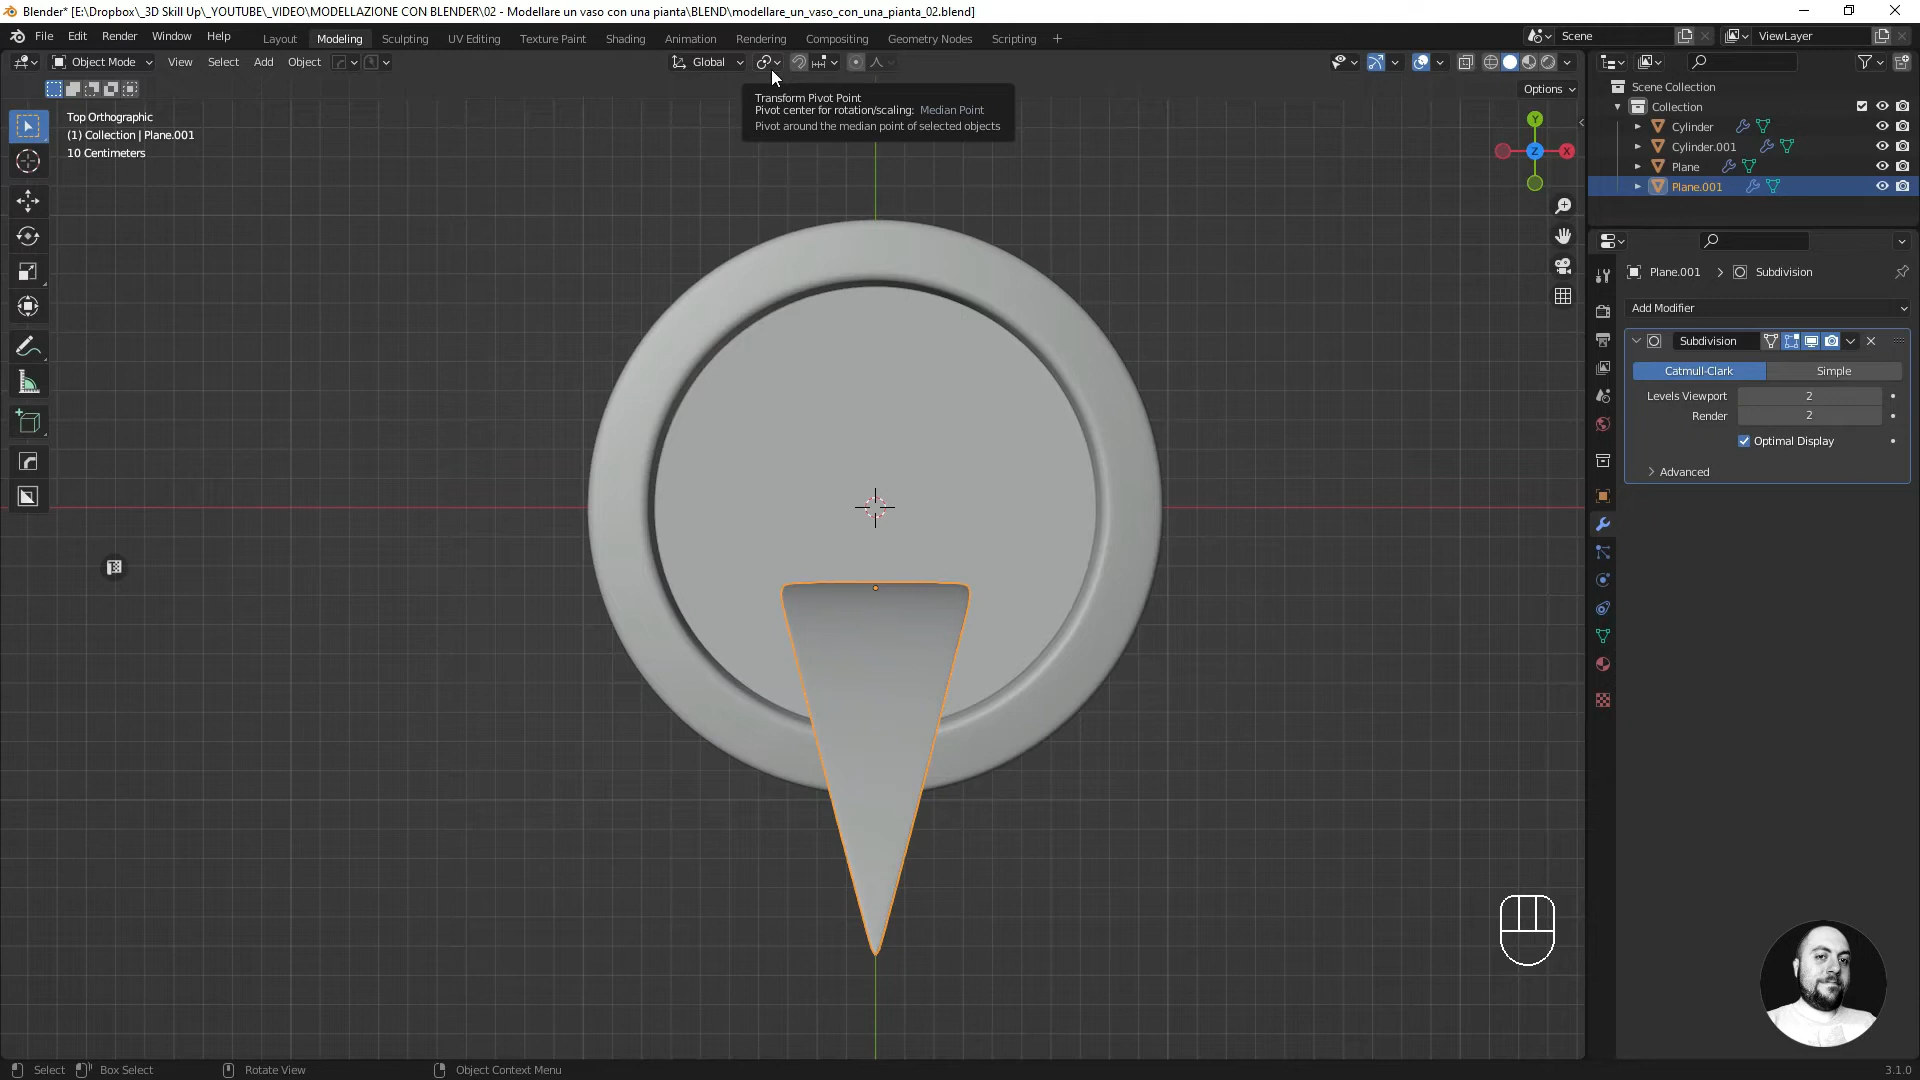 Blender* [E:\Dropbox\_3D Skill Up\_YOUTUBE\_VIDEO\MODELLAZIONE CON BLENDER\02 - Modellare un vaso con una pianta\BLEND\modellare_un_vaso_con_una_pianta_02.blend]
File Edit Render Window Help
Layout Modeling Sculpting UV Editing Texture Paint Shading Animation Rendering Compositing Geometry Nodes Scripting +
Scene
ViewLayer
Object Mode View Select Add Object
Global
Options
Top Orthographic
(1) Collection | Plane.001
10 Centimeters
Transform Pivot Point
Pivot center for rotation/scaling: Median Point
Pivot around the median point of selected objects
Y
Z
X
Scene Collection
Collection
Cylinder
Cylinder.001
Plane
Plane.001
Plane.001 > Subdivision
Add Modifier
Subdivision
Catmull-Clark Simple
Levels Viewport 2
Render 2
Optimal Display
Advanced
Select Box Select Rotate View Object Context Menu
3.1.0